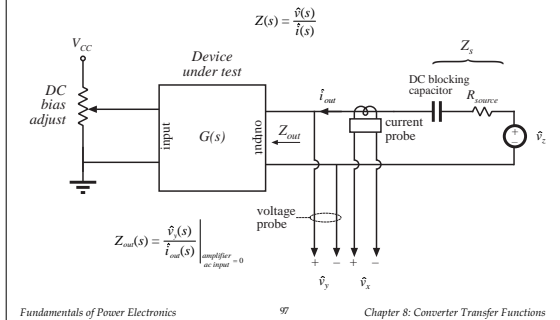 Z(s) = v̂(s) / î(s)
V_CC
DC
bias
adjust
Device
under test
G(s)
input
output
Z_out
î_out
current
probe
Z_s
DC blocking
capacitor
R_source
+
−
v̂_z
voltage
probe
+ − + −
v̂_y v̂_x
Z_out(s) = v̂_y(s) / î_out(s) | amplifier ac input = 0
Fundamentals of Power Electronics 97 Chapter 8: Converter Transfer Functions